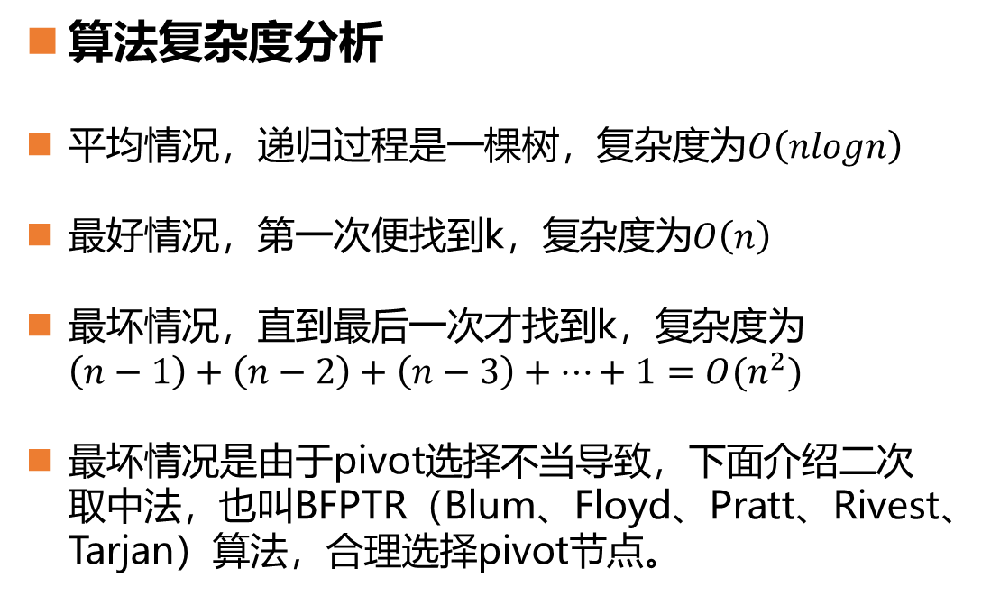 算法复杂度分析
平均情况，递归过程是一棵树，复杂度为O(nlogn)
最好情况，第一次便找到k，复杂度为O(n)
最坏情况，直到最后一次才找到k，复杂度为
(n − 1) + (n − 2) + (n − 3) + ⋯ + 1 = O(n²)
最坏情况是由于pivot选择不当导致，下面介绍二次
取中法，也叫BFPTR（Blum、Floyd、Pratt、Rivest、
Tarjan）算法，合理选择pivot节点。